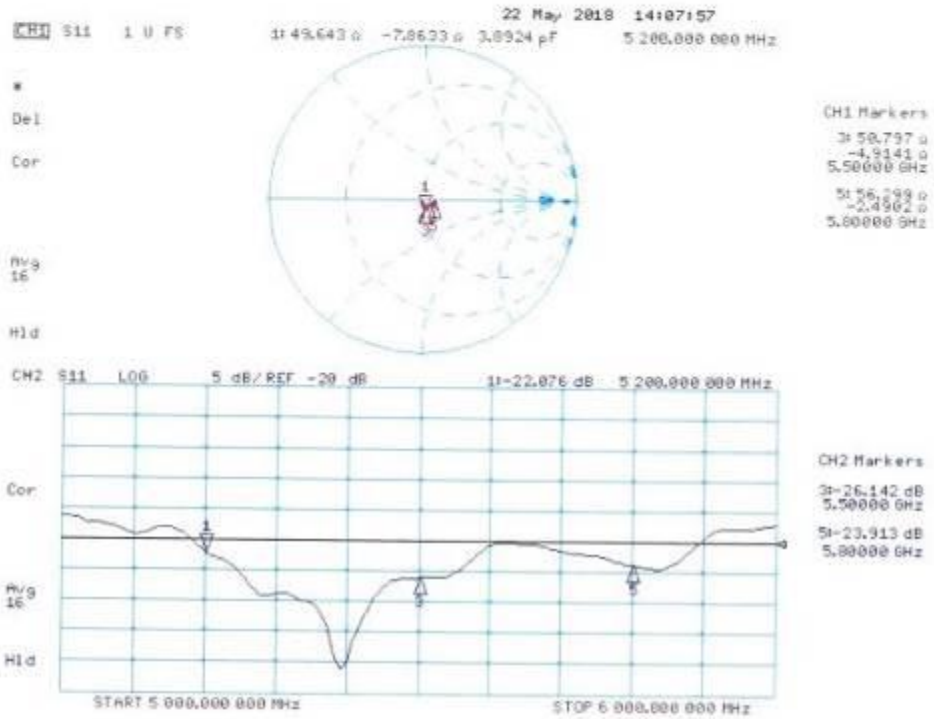 22 May 2018 14:07:57
CH1 S11 1 U FS 1: 49.643 Ω -7.8633 Ω 3.8924 pF 5 200.000 000 MHz
*
Del
Cor
Avg
16
Hld
CH1 Markers
3: 50.797 Ω
-4.9141 Ω
5.50000 GHz
5: 56.299 Ω
-2.4902 Ω
5.80000 GHz
1
CH2 S11 LOG 5 dB/ REF -20 dB 1:-22.076 dB 5 200.000 000 MHz
Cor
Avg
16
Hld
CH2 Markers
3:-26.142 dB
5.50000 GHz
5:-23.913 dB
5.80000 GHz
1
3
5
START 5 000.000 000 MHz STOP 6 000.000 000 MHz